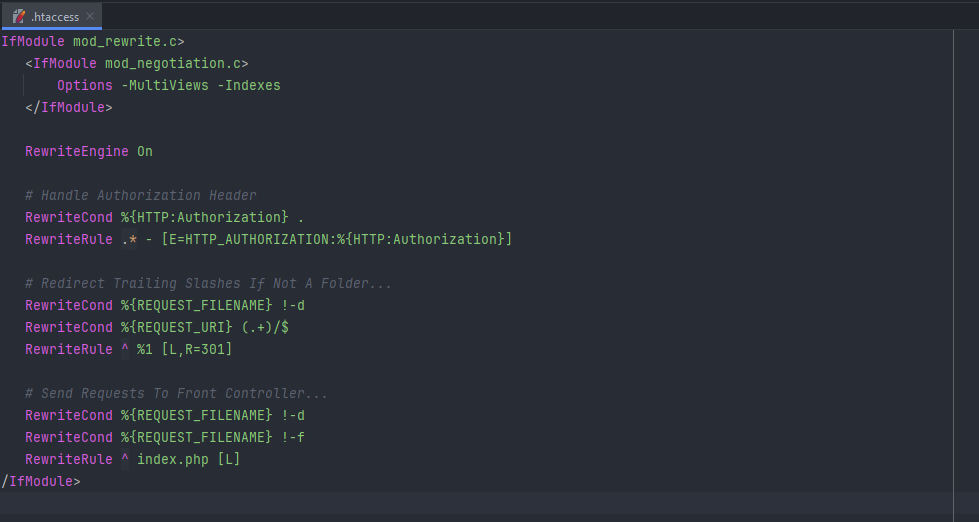 .htaccess
IfModule mod_rewrite.c>
<IfModule mod_negotiation.c>
Options -MultiViews -Indexes
</IfModule>
RewriteEngine On
# Handle Authorization Header
RewriteCond %{HTTP:Authorization} .
RewriteRule .* - [E=HTTP_AUTHORIZATION:%{HTTP:Authorization}]
# Redirect Trailing Slashes If Not A Folder...
RewriteCond %{REQUEST_FILENAME} !-d
RewriteCond %{REQUEST_URI} (.+)/$
RewriteRule ^ %1 [L,R=301]
# Send Requests To Front Controller...
RewriteCond %{REQUEST_FILENAME} !-d
RewriteCond %{REQUEST_FILENAME} !-f
RewriteRule ^ index.php [L]
/IfModule>